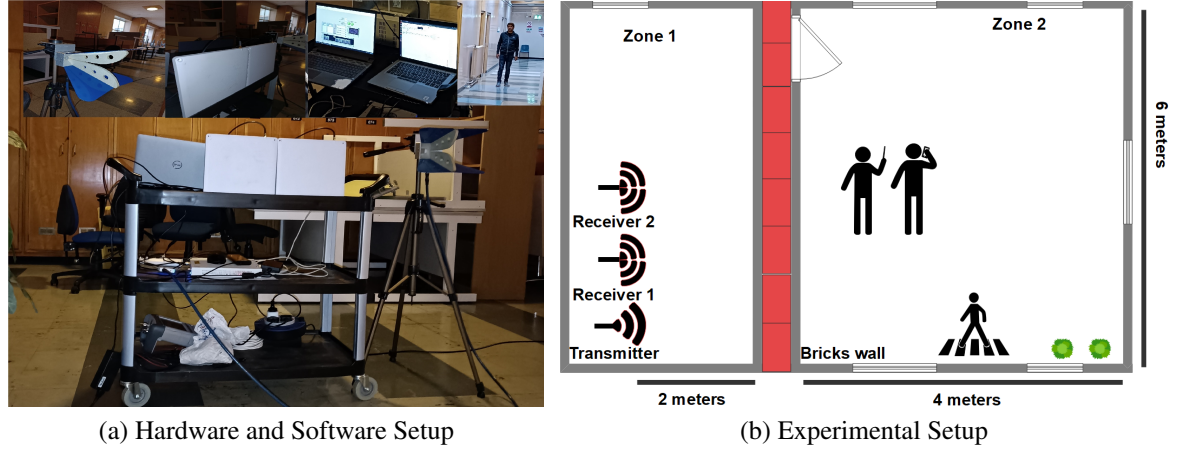 Zone 1
Zone 2
6 meters
Receiver 2
Receiver 1
Transmitter
Bricks wall
2 meters
4 meters
(a) Hardware and Software Setup
(b) Experimental Setup